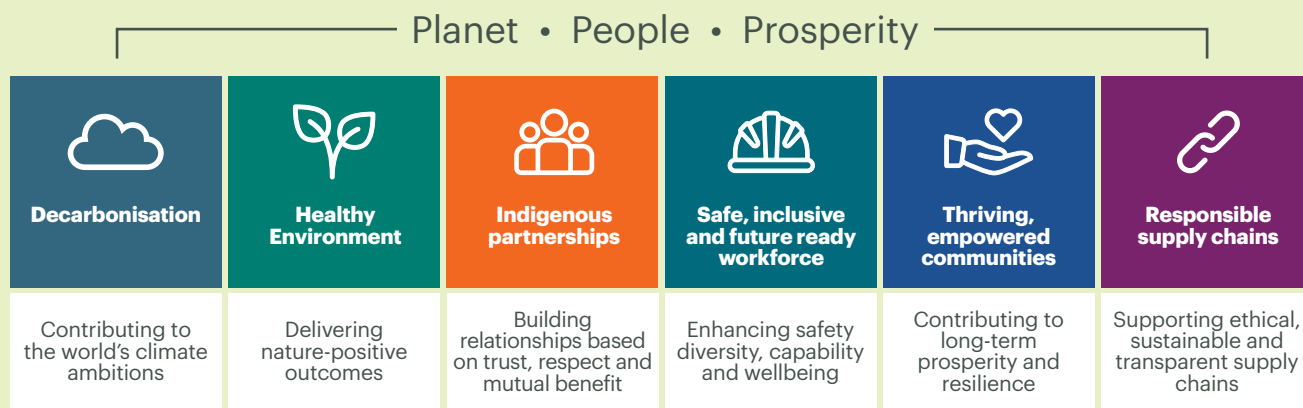 Planet • People • Prosperity
Decarbonisation
Contributing to
the world's climate
ambitions
Healthy
Environment
Delivering
nature-positive
outcomes
Indigenous
partnerships
Building
relationships based
on trust, respect and
mutual benefit
Safe, inclusive
and future ready
workforce
Enhancing safety
diversity, capability
and wellbeing
Thriving,
empowered
communities
Contributing to
long-term
prosperity and
resilience
Responsible
supply chains
Supporting ethical,
sustainable and
transparent supply
chains